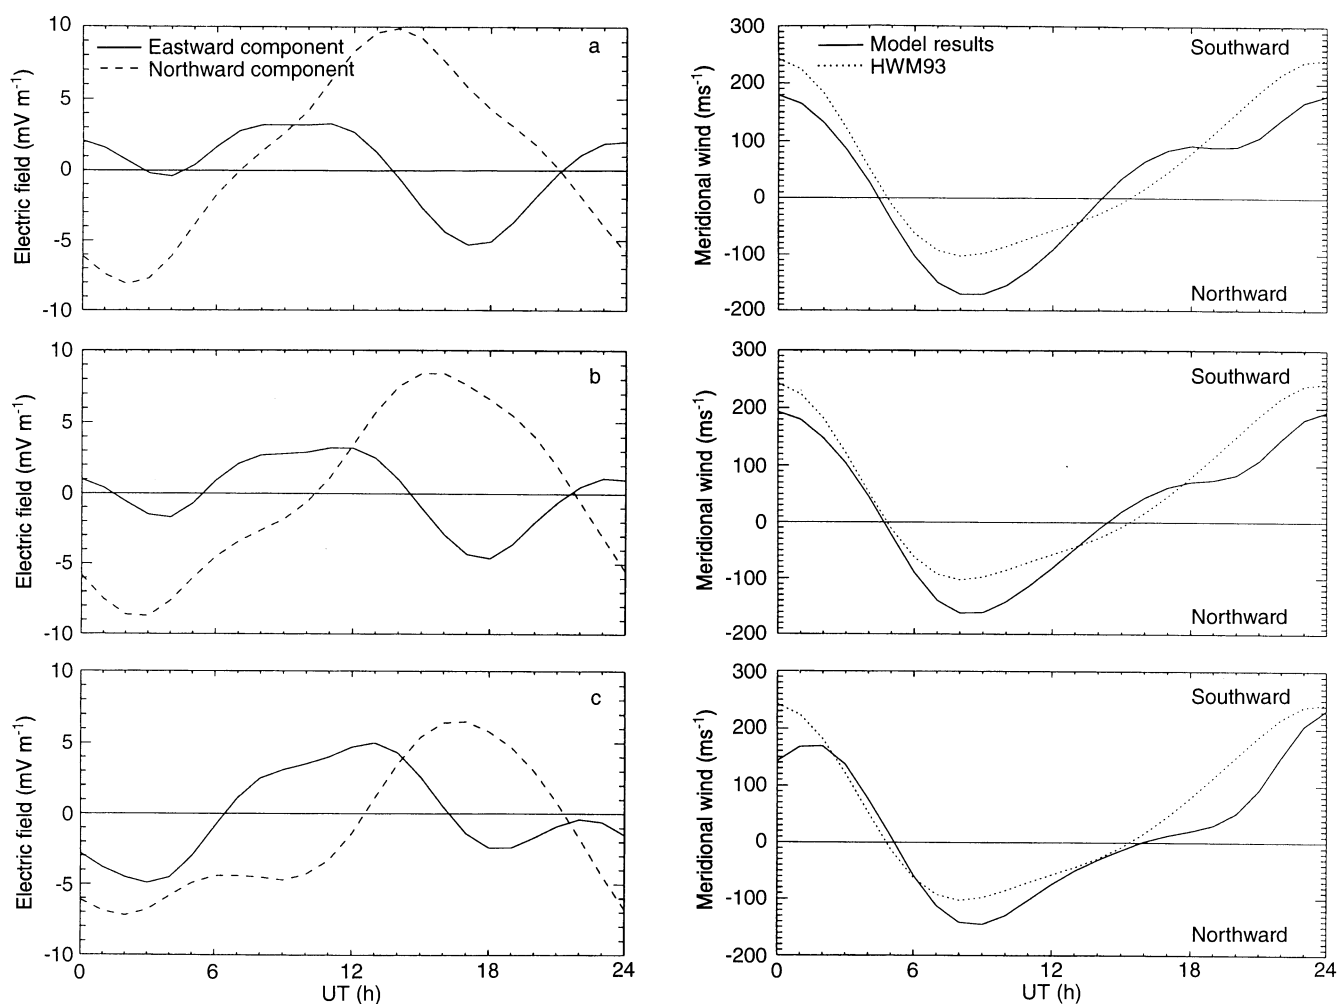 10
5
0
-5
-10
Electric field (mV m-1)
Eastward component
Northward component
a
300
200
100
0
-100
-200
Meridional wind (ms-1)
Model results
HWM93
Southward
Northward
10
5
0
-5
-10
Electric field (mV m-1)
b
300
200
100
0
-100
-200
Meridional wind (ms-1)
Southward
Northward
10
5
0
-5
-10
Electric field (mV m-1)
c
0 6 12 18 24
UT (h)
300
200
100
0
-100
-200
Meridional wind (ms-1)
Southward
Northward
0 6 12 18 24
UT (h)